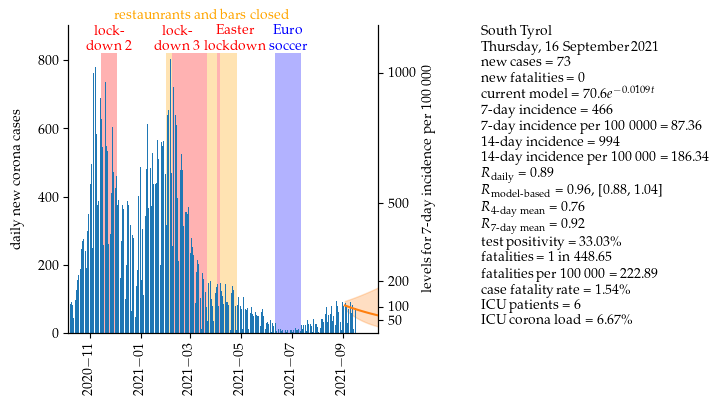 restaunrants and bars closed
lock-
down 2
lock-
down 3
Easter
lockdown
Euro
soccer
daily new corona cases
800
600
400
200
0
2020−11
2021−01
2021−03
2021−05
2021−07
2021−09
1000
500
200
100
50
levels for 7-day incidence per 100 000
South Tyrol
Thursday, 16 September 2021
new cases = 73
new fatalities = 0
current model = 70.6e^−0.0109t
7-day incidence = 466
7-day incidence per 100 0000 = 87.36
14-day incidence = 994
14-day incidence per 100 000 = 186.34
R_daily = 0.89
R_model-based = 0.96, [0.88, 1.04]
R_4-day mean = 0.76
R_7-day mean = 0.92
test positivity = 33.03%
fatalities = 1 in 448.65
fatalities per 100 000 = 222.89
case fatality rate = 1.54%
ICU patients = 6
ICU corona load = 6.67%